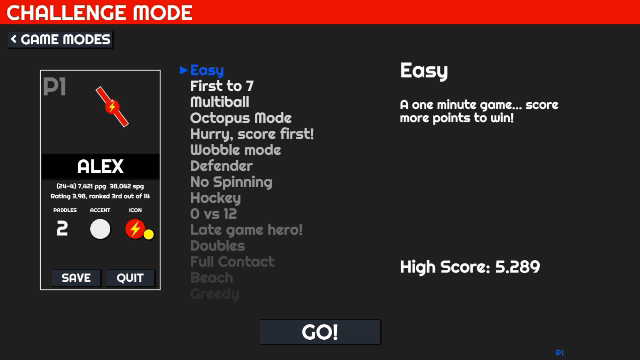 CHALLENGE MODE
< GAME MODES
P1
ALEX
(24-4) 7,421 ppg 38,042 spg
Rating 3.98, ranked 3rd out of 14
PADDLES ACCENT ICON
2
SAVE QUIT
Easy
First to 7
Multiball
Octopus Mode
Hurry, score first!
Wobble mode
Defender
No Spinning
Hockey
0 vs 12
Late game hero!
Doubles
Full Contact
Beach
Greedy
Easy
A one minute game... score
more points to win!
High Score: 5.289
GO!
P1